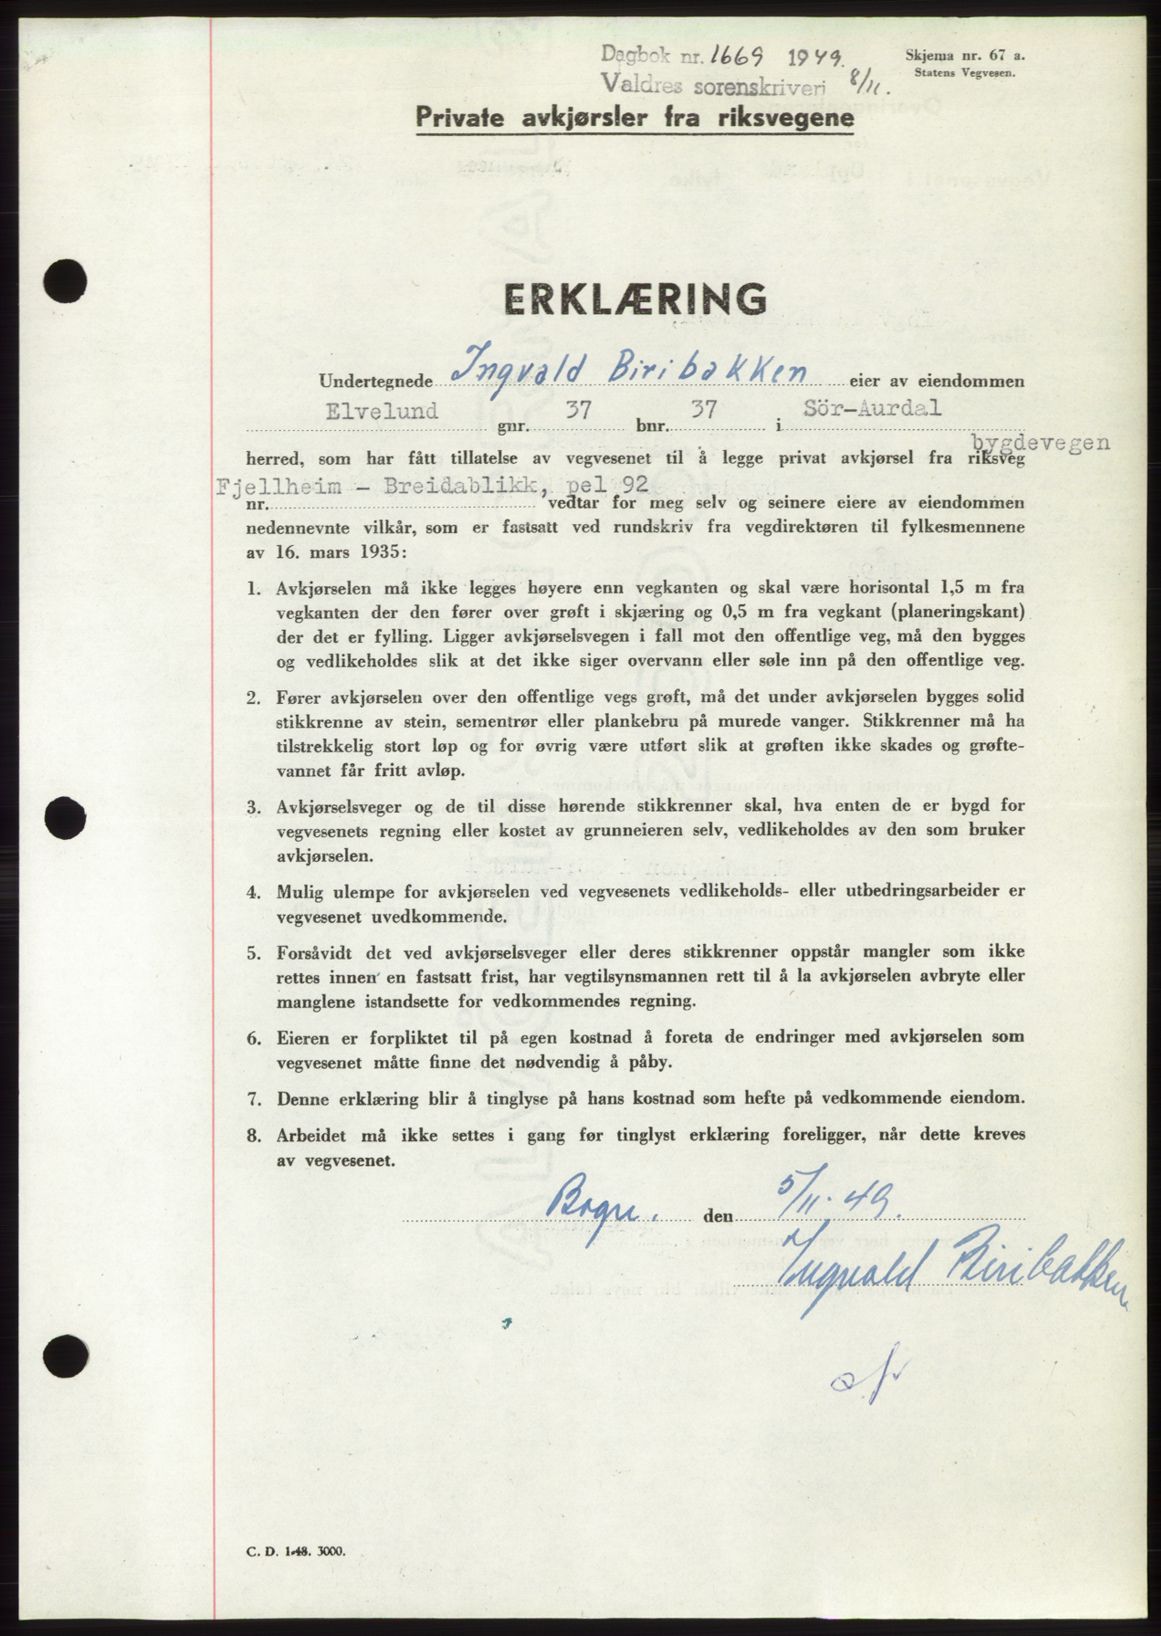 Dagbok nr. 1669 1949.
Valdres sorenskriveri 8/11.
Skjema nr. 67 a.
Statens Vegvesen.
Private avkjørsler fra riksvegene
ERKLÆRING
Undertegnede Ingvald Biribakken eier av eiendommen
Elvelund gnr. 37 bnr. 37 i Sör-Aurdal
bygdevegen
herred, som har fått tillatelse av vegvesenet til å legge privat avkjørsel fra riksveg
Fjellheim - Breidablikk, pel 92
nr. vedtar for meg selv og seinere eiere av eiendommen
nedennevnte vilkår, som er fastsatt ved rundskriv fra vegdirektøren til fylkesmennene
av 16. mars 1935:
1. Avkjørselen må ikke legges høyere enn vegkanten og skal være horisontal 1,5 m fra
vegkanten der den fører over grøft i skjæring og 0,5 m fra vegkant (planeringskant)
der det er fylling. Ligger avkjørselsvegen i fall mot den offentlige veg, må den bygges
og vedlikeholdes slik at det ikke siger overvann eller søle inn på den offentlige veg.
2. Fører avkjørselen over den offentlige vegs grøft, må det under avkjørselen bygges solid
stikkrenne av stein, sementrør eller plankebru på murede vanger. Stikkrenner må ha
tilstrekkelig stort løp og for øvrig være utført slik at grøften ikke skades og grøfte-
vannet får fritt avløp.
3. Avkjørselsveger og de til disse hørende stikkrenner skal, hva enten de er bygd for
vegvesenets regning eller kostet av grunneieren selv, vedlikeholdes av den som bruker
avkjørselen.
4. Mulig ulempe for avkjørselen ved vegvesenets vedlikeholds- eller utbedringsarbeider er
vegvesenet uvedkommende.
5. Forsåvidt det ved avkjørselsveger eller deres stikkrenner oppstår mangler som ikke
rettes innen en fastsatt frist, har vegtilsynsmannen rett til å la avkjørselen avbryte eller
manglene istandsette for vedkommendes regning.
6. Eieren er forpliktet til på egen kostnad å foreta de endringer med avkjørselen som
vegvesenet måtte finne det nødvendig å påby.
7. Denne erklæring blir å tinglyse på hans kostnad som hefte på vedkommende eiendom.
8. Arbeidet må ikke settes i gang før tinglyst erklæring foreligger, når dette kreves
av vegvesenet.
Bagn. den 5/11-49.
Ingvald Biribakken
C. D. 1-48. 3000.